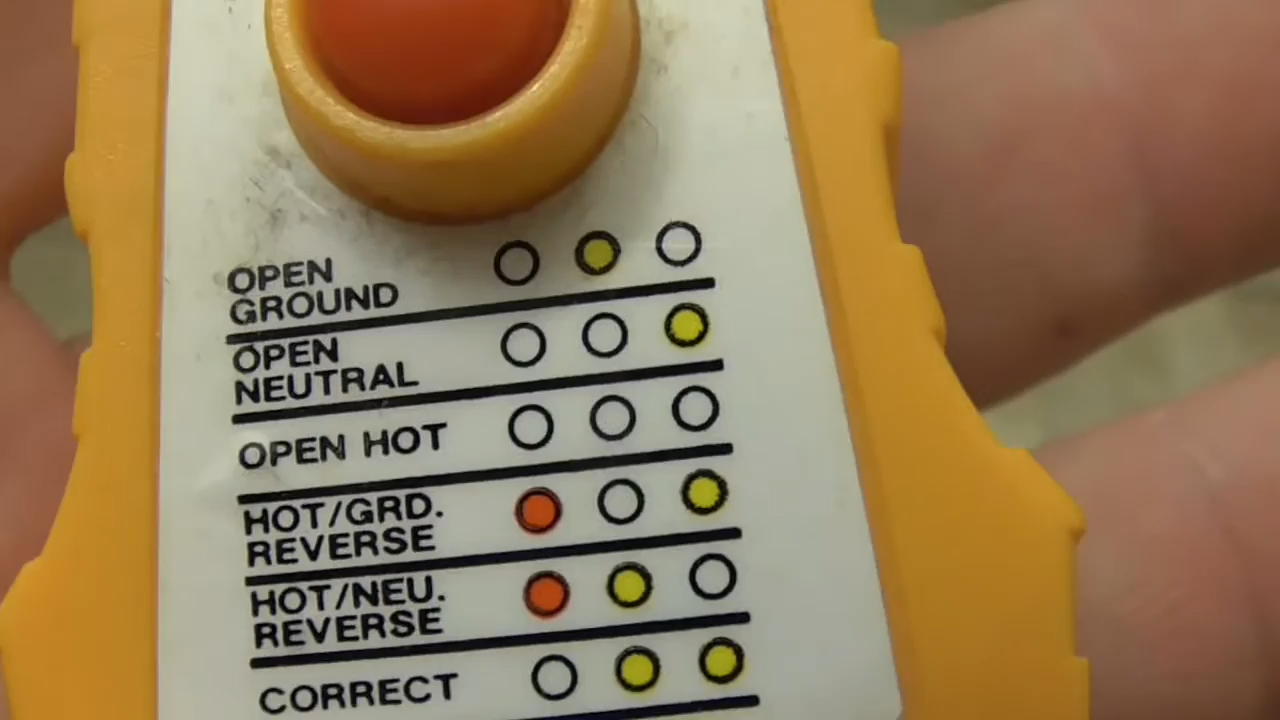 OPEN
GROUND
OPEN
NEUTRAL
OPEN HOT
HOT/GRD.
REVERSE
HOT/NEU.
REVERSE
CORRECT